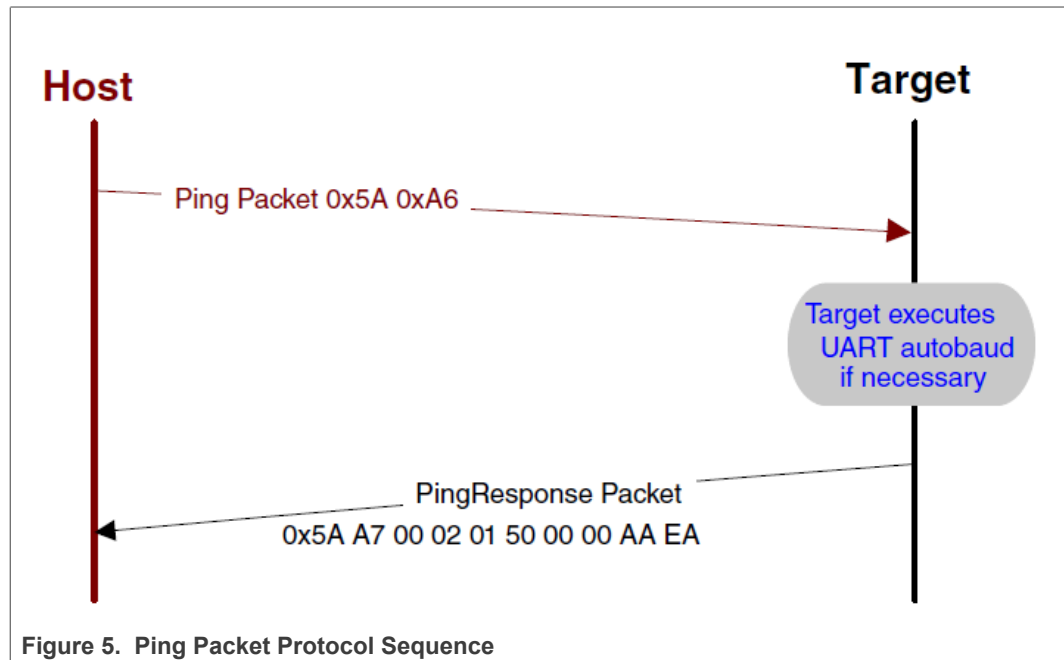 Host
Target
Ping Packet 0x5A 0xA6
Target executes
UART autobaud
if necessary
PingResponse Packet
0x5A A7 00 02 01 50 00 00 AA EA
Figure 5. Ping Packet Protocol Sequence